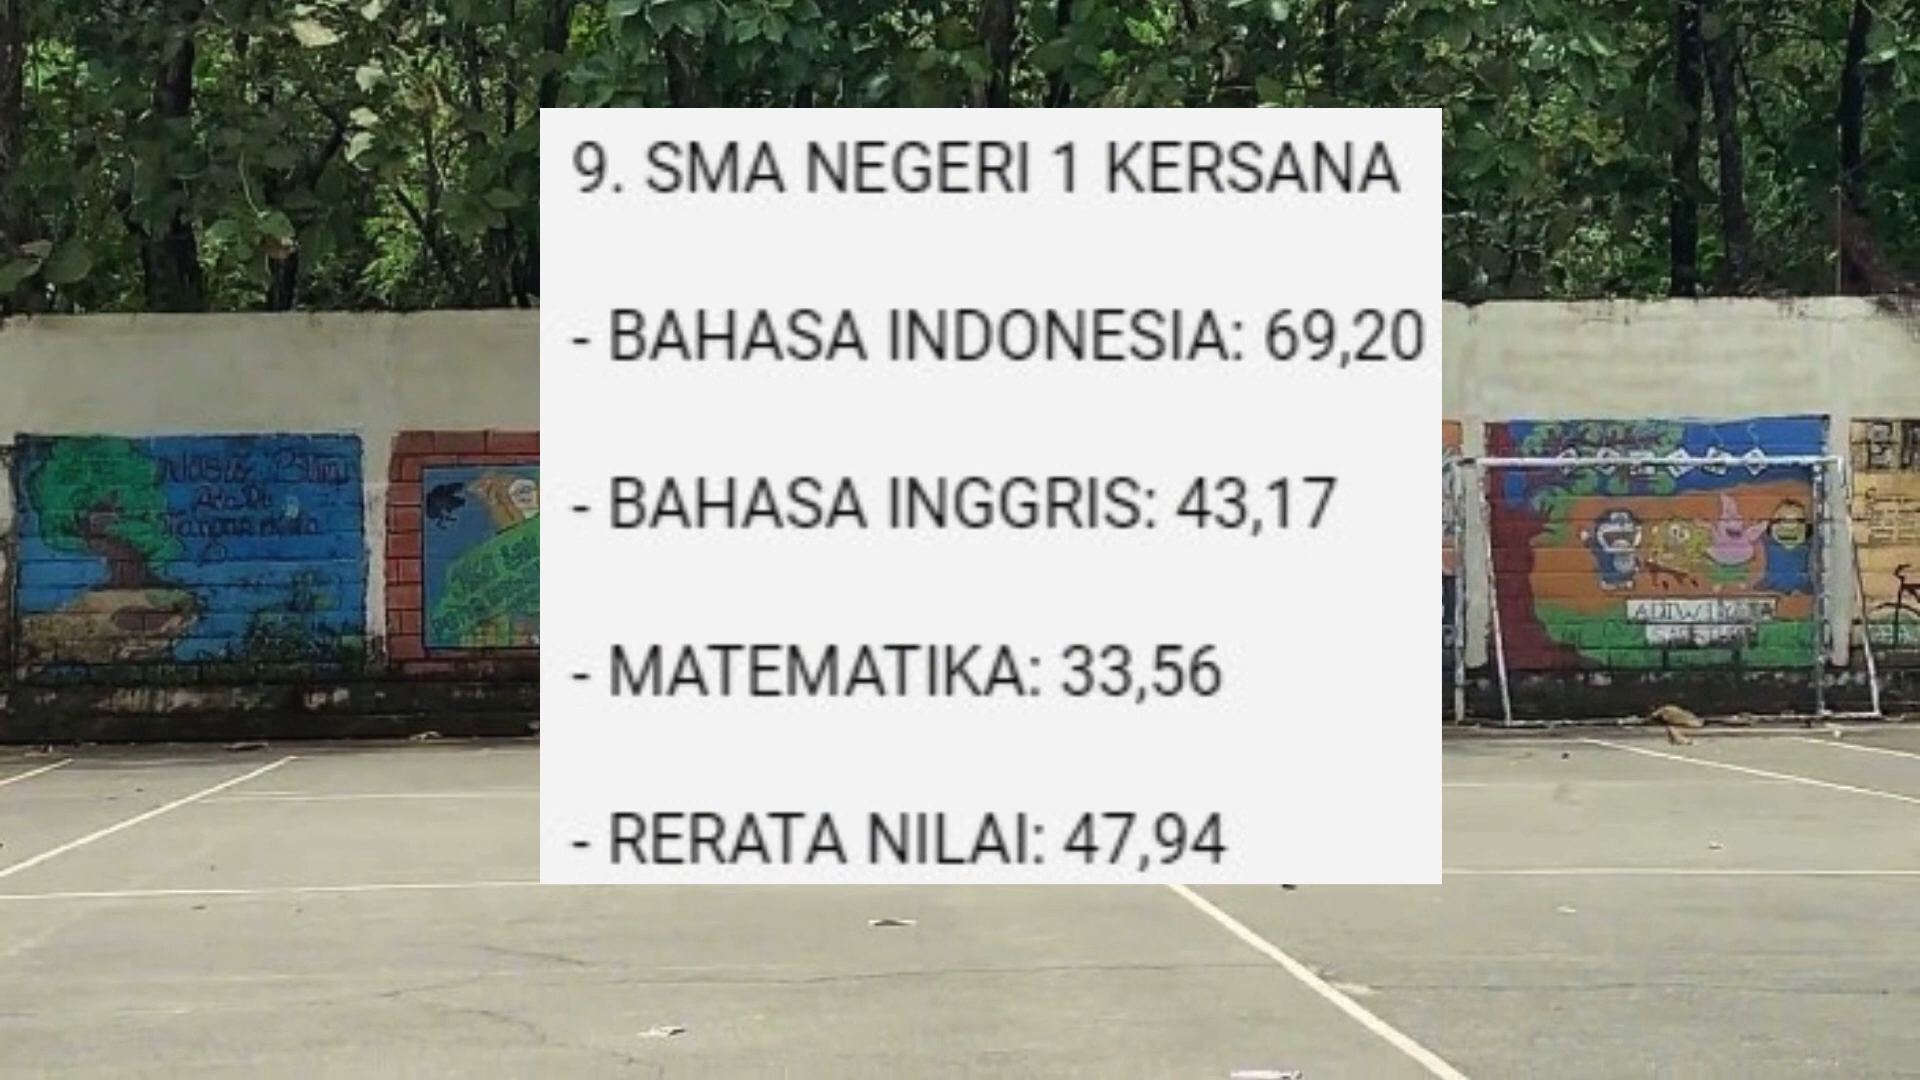 9. SMA NEGERI 1 KERSANA
- BAHASA INDONESIA: 69,20
- BAHASA INGGRIS: 43,17
- MATEMATIKA: 33,56
- RERATA NILAI: 47,94